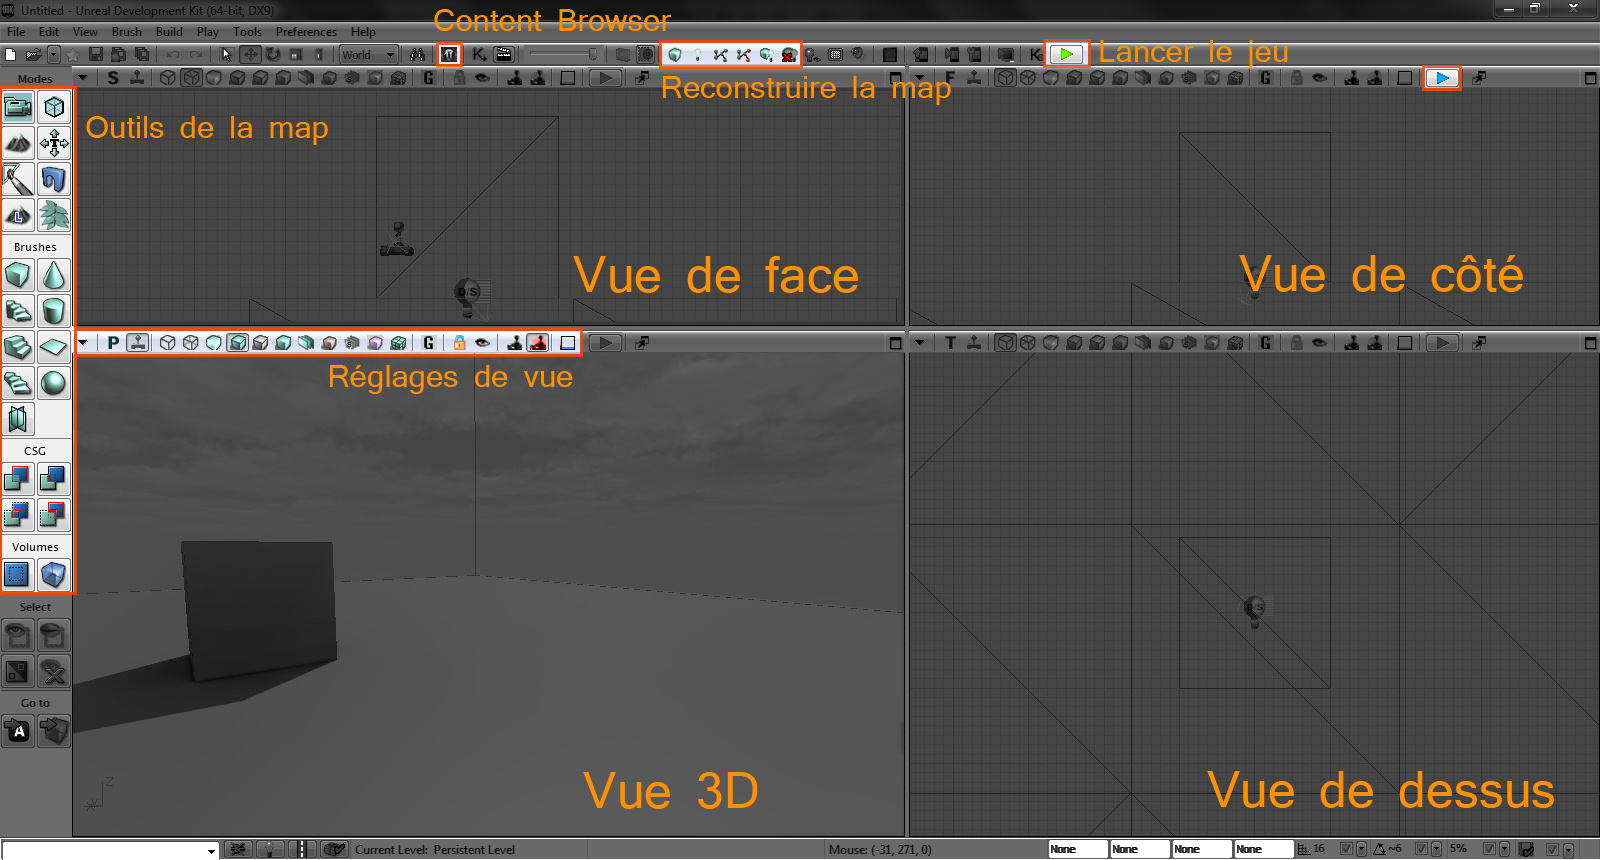 Untitled - Unreal Development Kit (64-bit, DX9)
Content Browser
File Edit View Brush Build Play Tools Preferences Help
World
Lancer le jeu
Modes
S G
F G
Reconstruire la map
Outils de la map
D/S
Vue de face
Vue de côté
L
Brushes
P G
T G
Réglages de vue
CSG
Volumes
Select
D/S
Go to
A
Z
Vue 3D
Vue de dessus
Current Level: Persistent Level
Mouse: (-31, 271, 0)
None None None None 16 ~6 5%